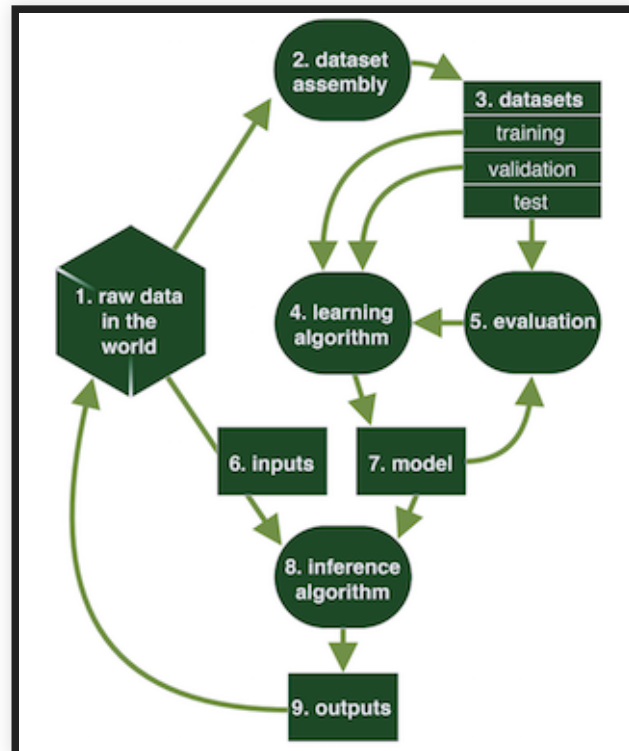 2. dataset
assembly
3. datasets
training
validation
test
1. raw data
in the
world
4. learning
algorithm
5. evaluation
6. inputs
7. model
8. inference
algorithm
9. outputs